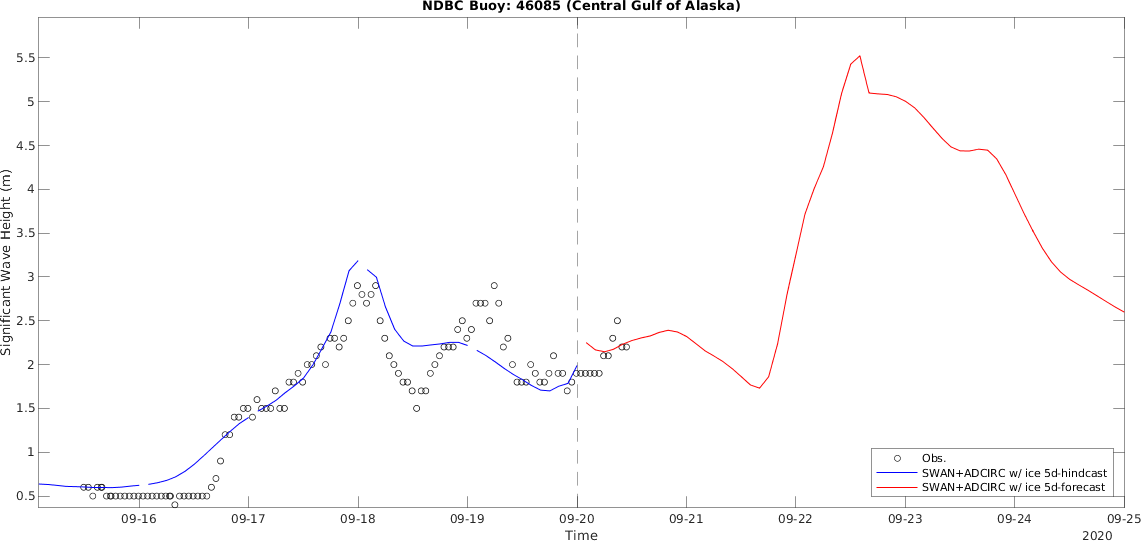 NDBC Buoy: 46085 (Central Gulf of Alaska)
5.5
5
4.5
4
3.5
3
2.5
2
1.5
1
0.5
Significant Wave Height (m)
Obs.
SWAN+ADCIRC w/ ice 5d-hindcast
SWAN+ADCIRC w/ ice 5d-forecast
09-16 09-17 09-18 09-19 09-20 09-21 09-22 09-23 09-24 09-25
Time
2020